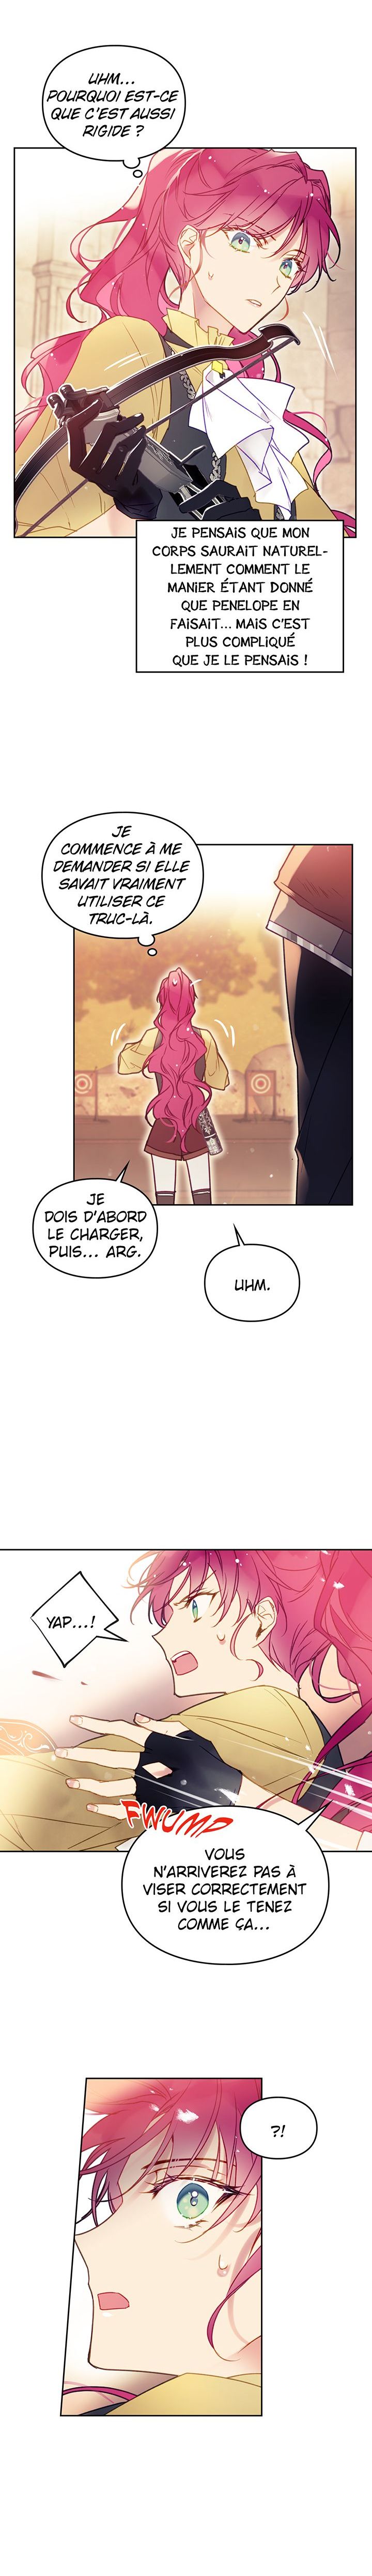 UHM...
POURQUOI EST-CE
QUE C'EST AUSSI
RIGIDE ?
JE PENSAIS QUE MON
CORPS SAURAIT NATUREL-
LEMENT COMMENT LE
MANIER ÉTANT DONNÉ
QUE PENELOPE EN
FAISAIT... MAIS C'EST
PLUS COMPLIQUÉ
QUE JE LE PENSAIS !
JE
COMMENCE À ME
DEMANDER SI ELLE
SAVAIT VRAIMENT
UTILISER CE
TRUC-LÀ.
JE
DOIS D'ABORD
LE CHARGER,
PUIS... ARG.
UHM.
YAP...!
FWUMP
VOUS
N'ARRIVEREZ PAS À
VISER CORRECTEMENT
SI VOUS LE TENEZ
COMME ÇA...
?!